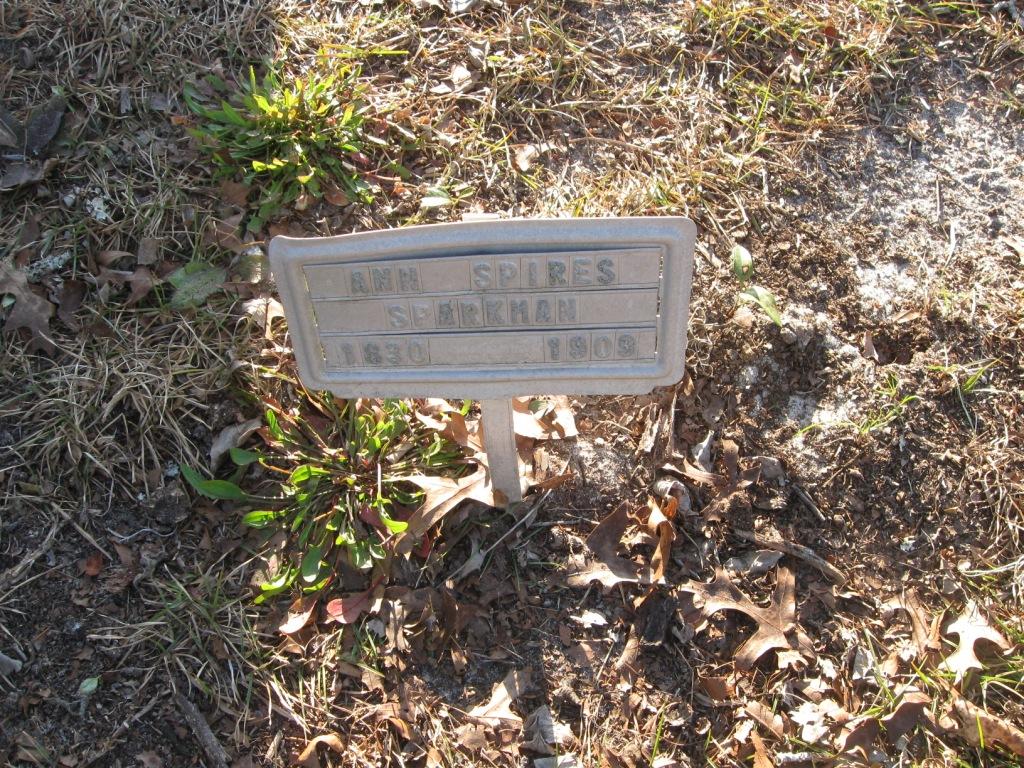 ANN SPIRES
SPARKMAN
1830 1909